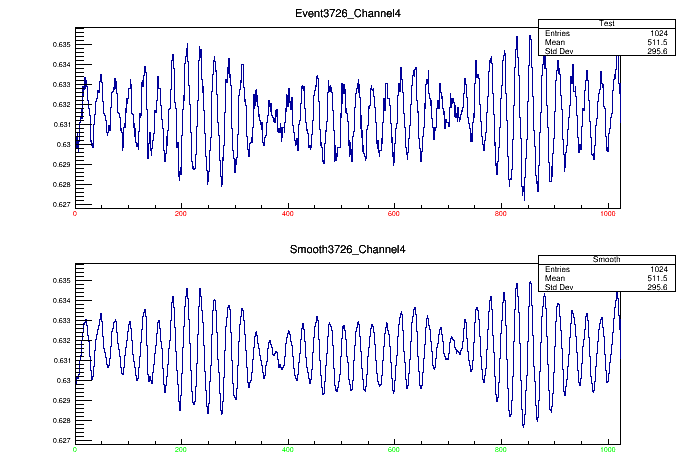 Event3726_Channel4
Test
Entries 1024
Mean 511.5
Std Dev 295.6
0.635
0.634
0.633
0.632
0.631
0.63
0.629
0.628
0.627
0 200 400 600 800 1000
Smooth3726_Channel4
Smooth
Entries 1024
Mean 511.5
Std Dev 295.6
0.635
0.634
0.633
0.632
0.631
0.63
0.629
0.628
0.627
0 200 400 600 800 1000